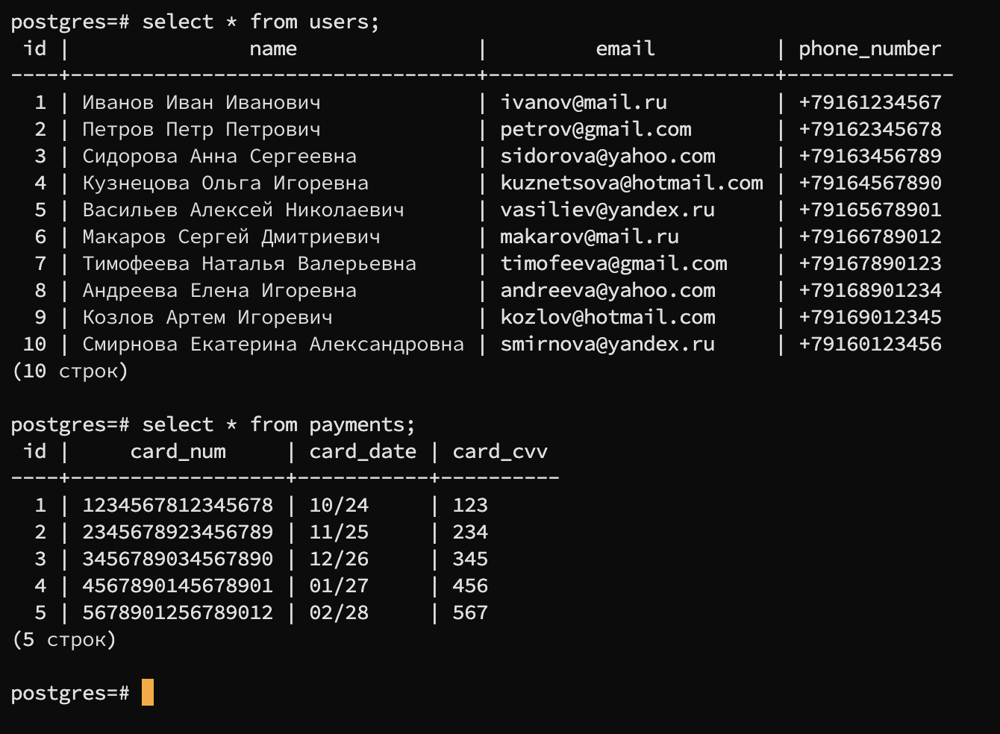 postgres=# select * from users;
 id |               name               |         email          | phone_number
----+----------------------------------+------------------------+--------------
  1 | Иванов Иван Иванович             | ivanov@mail.ru         | +79161234567
  2 | Петров Петр Петрович             | petrov@gmail.com       | +79162345678
  3 | Сидорова Анна Сергеевна          | sidorova@yahoo.com     | +79163456789
  4 | Кузнецова Ольга Игоревна         | kuznetsova@hotmail.com | +79164567890
  5 | Васильев Алексей Николаевич      | vasiliev@yandex.ru     | +79165678901
  6 | Макаров Сергей Дмитриевич        | makarov@mail.ru        | +79166789012
  7 | Тимофеева Наталья Валерьевна     | timofeeva@gmail.com    | +79167890123
  8 | Андреева Елена Игоревна          | andreeva@yahoo.com     | +79168901234
  9 | Козлов Артем Игоревич            | kozlov@hotmail.com     | +79169012345
 10 | Смирнова Екатерина Александровна | smirnova@yandex.ru     | +79160123456
(10 строк)

postgres=# select * from payments;
 id |     card_num     | card_date | card_cvv
----+------------------+-----------+----------
  1 | 1234567812345678 | 10/24     | 123
  2 | 2345678923456789 | 11/25     | 234
  3 | 3456789034567890 | 12/26     | 345
  4 | 4567890145678901 | 01/27     | 456
  5 | 5678901256789012 | 02/28     | 567
(5 строк)

postgres=#